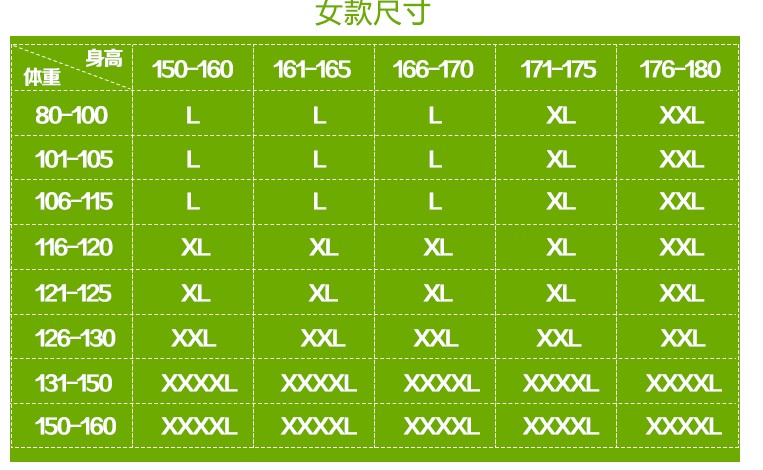 女款尺寸
身高
体重 150-160 161-165 166-170 171-175 176-180
80-100 L L L XL XXL
101-105 L L L XL XXL
106-115 L L L XL XXL
116-120 XL XL XL XL XXL
121-125 XL XL XL XL XXL
126-130 XXL XXL XXL XXL XXL
131-150 XXXXL XXXXL XXXXL XXXXL XXXXL
150-160 XXXXL XXXXL XXXXL XXXXL XXXXL